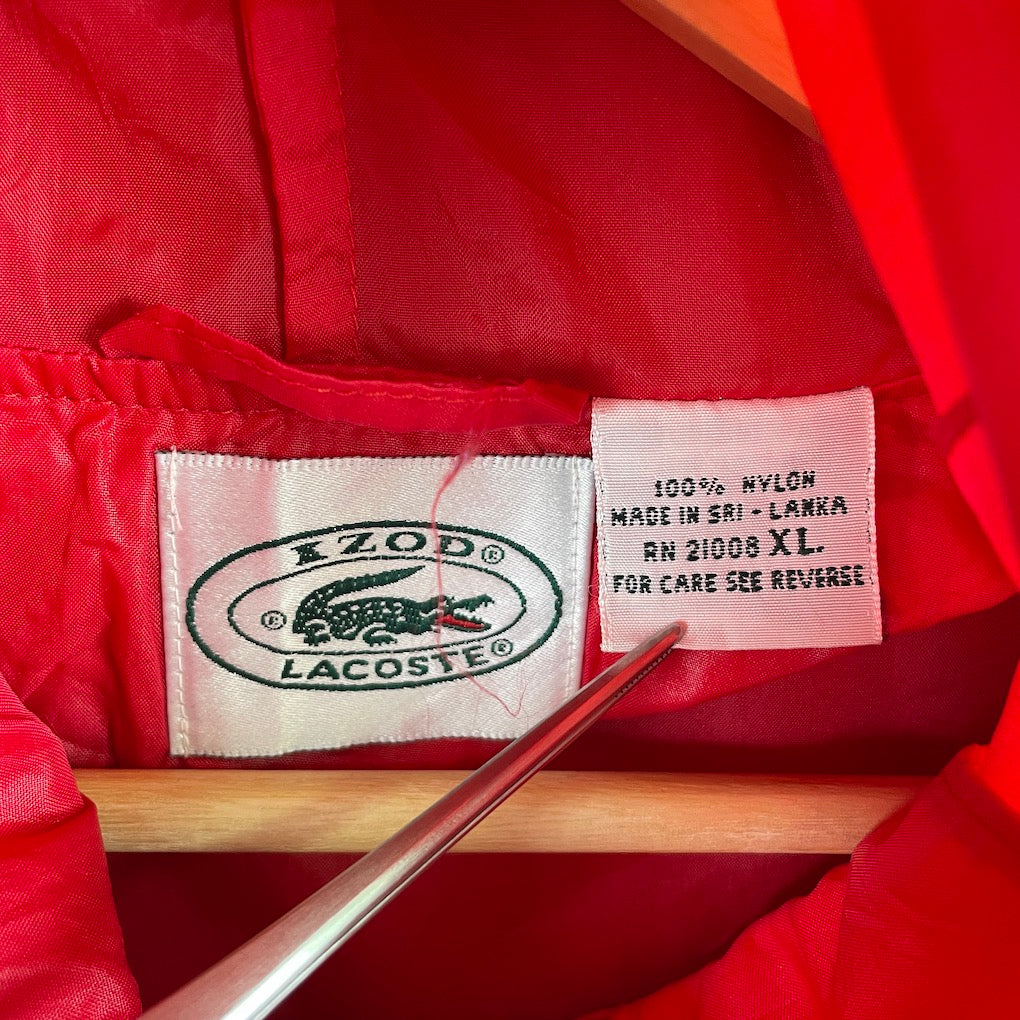 IZOD®
®
LACOSTE®
100% NYLON
MADE IN SRI - LANKA
RN 21008 XL.
FOR CARE SEE REVERSE